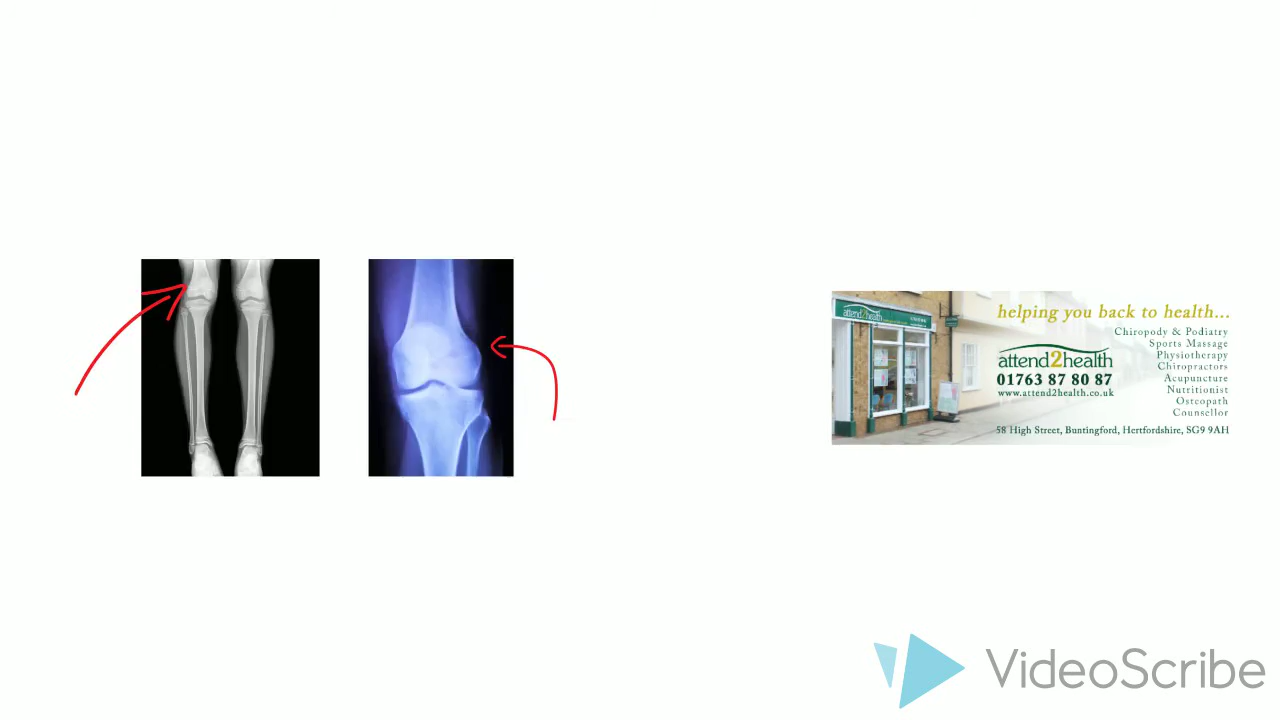 attend2health
helping you back to health...
Chiropody & Podiatry
Sports Massage
Physiotherapy
Chiropractors
Acupuncture
Nutritionist
Osteopath
Counsellor
attend2health
01763 87 80 87
www.attend2health.co.uk
58 High Street, Buntingford, Hertfordshire, SG9 9AH
VideoScribe